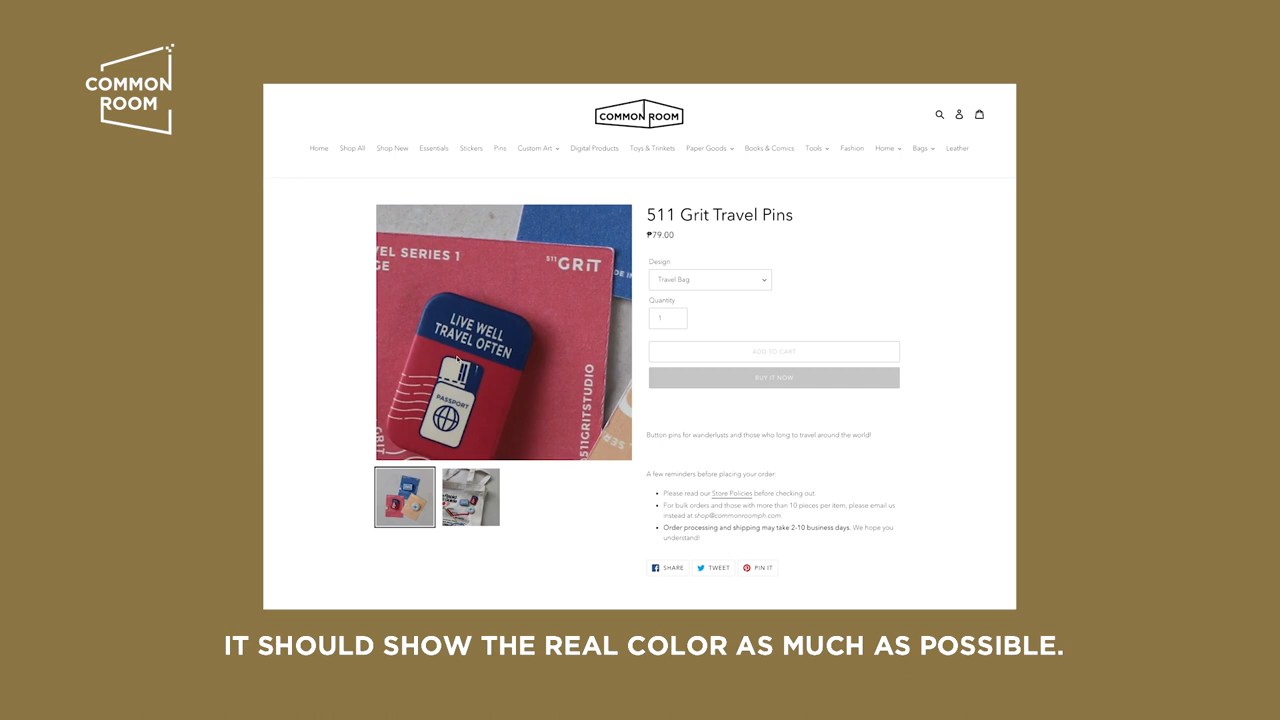 COMMON
ROOM
COMMON ROOM
Home Shop All Shop New Essentials Stickers Pins Custom Art Digital Products Toys & Trinkets Paper Goods Books & Comics Tools Fashion Home Bags Leather
VEL SERIES 1
GE
511 GRIT
DE IN
LIVE WELL
TRAVEL OFTEN
PASSPORT
GRIT
511GRITSTUDIO
511 Grit Travel Pins
₱79.00
Design
Travel Bag
Quantity
1
ADD TO CART
BUY IT NOW
Button pins for wanderlusts and those who long to travel around the world!
A few reminders before placing your order:
Please read our Store Policies before checking out.
For bulk orders and those with more than 10 pieces per item, please email us
instead at shop@commonroomph.com.
Order processing and shipping may take 2-10 business days. We hope you
understand!
SHARE TWEET PIN IT
IT SHOULD SHOW THE REAL COLOR AS MUCH AS POSSIBLE.